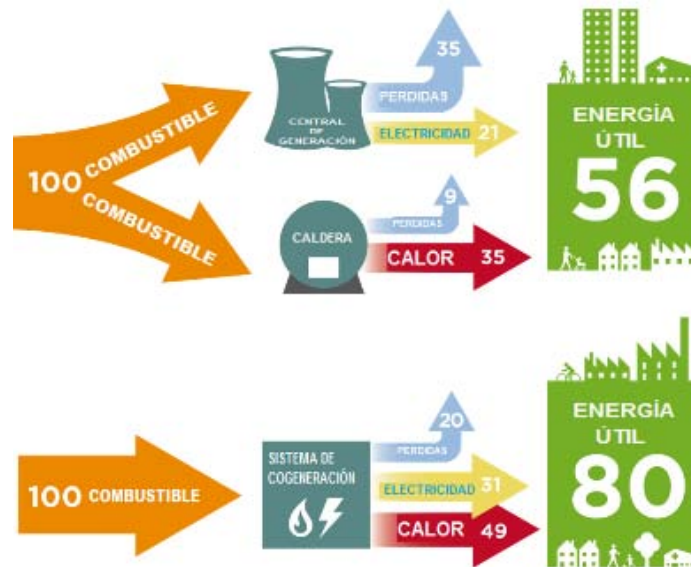 100 COMBUSTIBLE
COMBUSTIBLE
CENTRAL
DE
GENERACIÓN
35
PERDIDAS
ELECTRICIDAD 21
CALDERA
9
PERDIDAS
CALOR 35
ENERGÍA
ÚTIL
56
100 COMBUSTIBLE
SISTEMA DE
COGENERACIÓN
20
PERDIDAS
ELECTRICIDAD 31
CALOR 49
ENERGÍA
ÚTIL
80